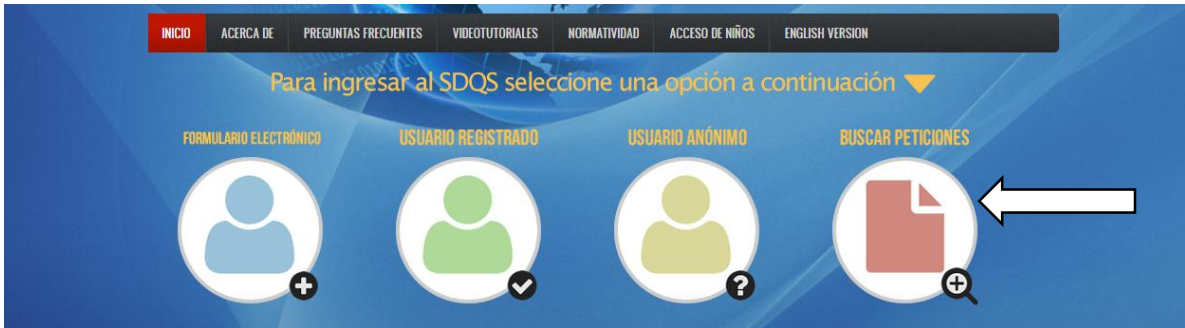 INICIO ACERCA DE PREGUNTAS FRECUENTES VIDEOTUTORIALES NORMATIVIDAD ACCESO DE NIÑOS ENGLISH VERSION
Para ingresar al SDQS seleccione una opción a continuación
FORMULARIO ELECTRÓNICO USUARIO REGISTRADO USUARIO ANÓNIMO BUSCAR PETICIONES